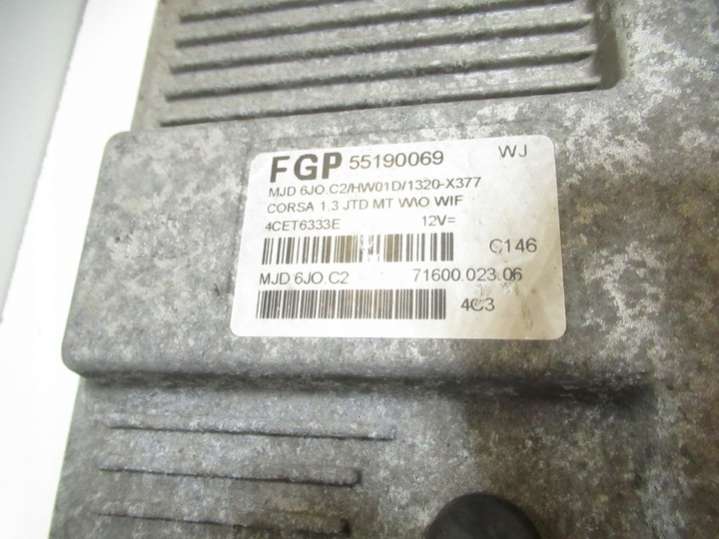 FGP 55190069 WJ
MJD 6JO.C2/HW01D/1320-X377
CORSA 1.3 JTD MT W\O WIF
4CET6333E 12V=
C146
MJD 6JO.C2 71600.023.06
4C3